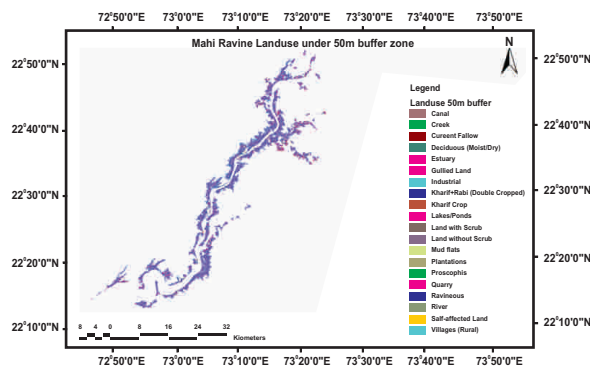 72°50'0"E 73°0'0"E 73°10'0"E 73°20'0"E 73°30'0"E 73°40'0"E 73°50'0"E
Mahi Ravine Landuse under 50m buffer zone
N
22°50'0"N 22°50'0"N
22°40'0"N 22°40'0"N
22°30'0"N 22°30'0"N
22°20'0"N 22°20'0"N
22°10'0"N 22°10'0"N
Legend
Landuse 50m buffer
Canal
Creek
Cureent Fallow
Deciduous (Moist/Dry)
Estuary
Gullied Land
Industrial
Kharif+Rabi (Double Cropped)
Kharif Crop
Lakes/Ponds
Land with Scrub
Land without Scrub
Mud flats
Plantations
Proscophis
Quarry
Ravineous
River
Salf-affected Land
Villages (Rural)
8 4 0 8 16 24 32
Kiometers
72°50'0"E 73°0'0"E 73°10'0"E 73°20'0"E 73°30'0"E 73°40'0"E 73°50'0"E